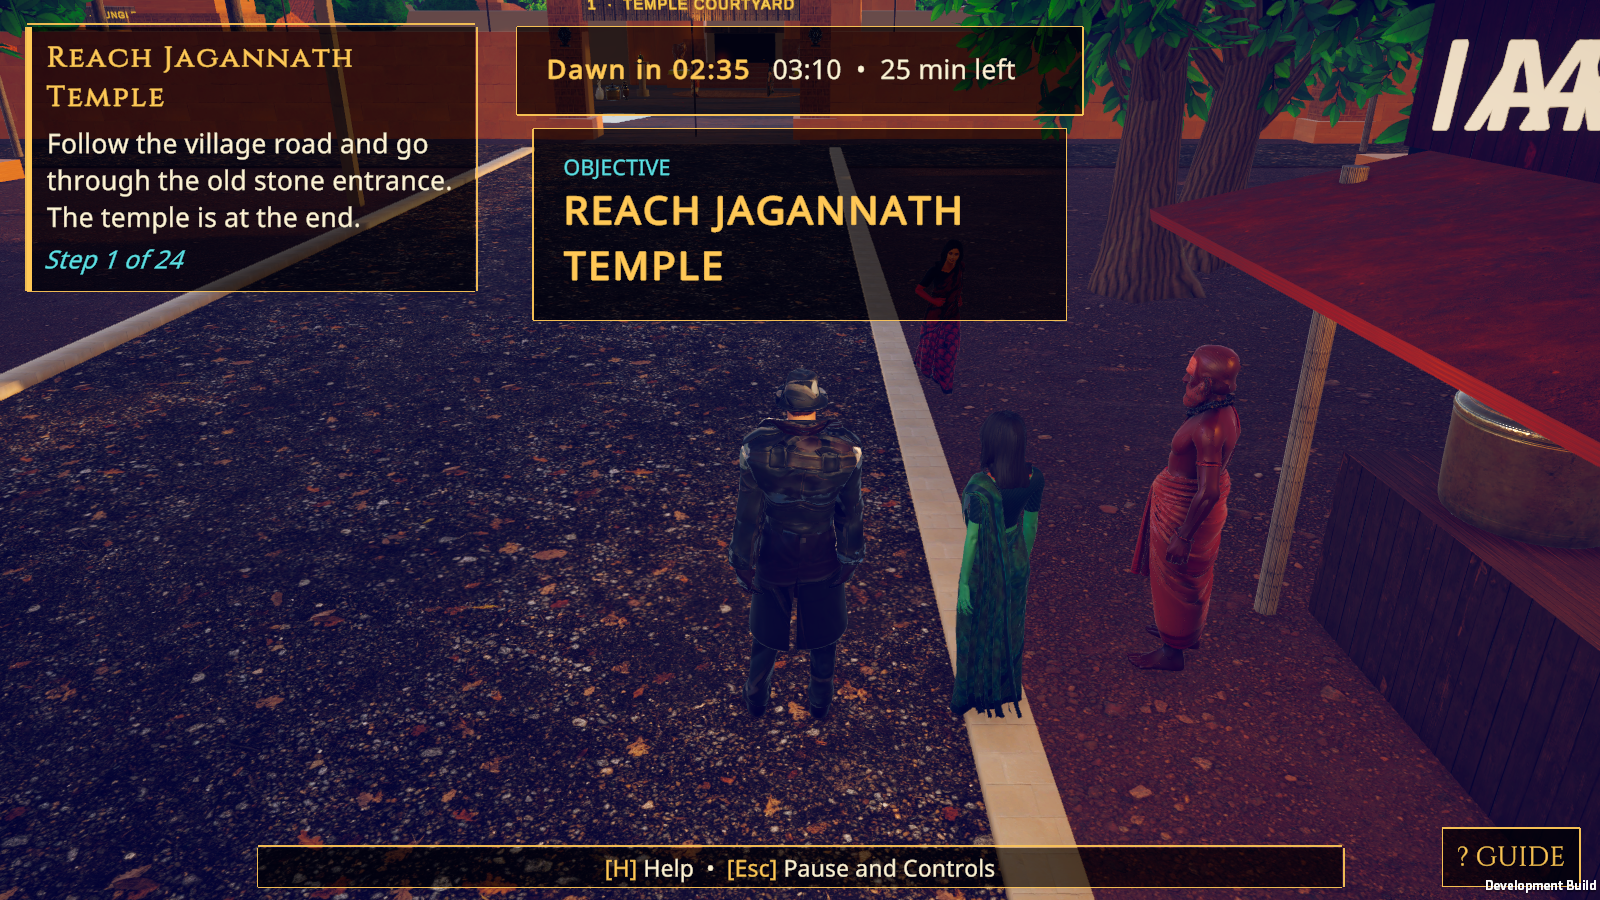 1 · TEMPLE COURTYARD
REACH JAGANNATH
TEMPLE
Follow the village road and go
through the old stone entrance.
The temple is at the end.
Step 1 of 24
Dawn in 02:35 03:10 • 25 min left
OBJECTIVE
REACH JAGANNATH
TEMPLE
[H] Help • [Esc] Pause and Controls
? GUIDE
Development Build